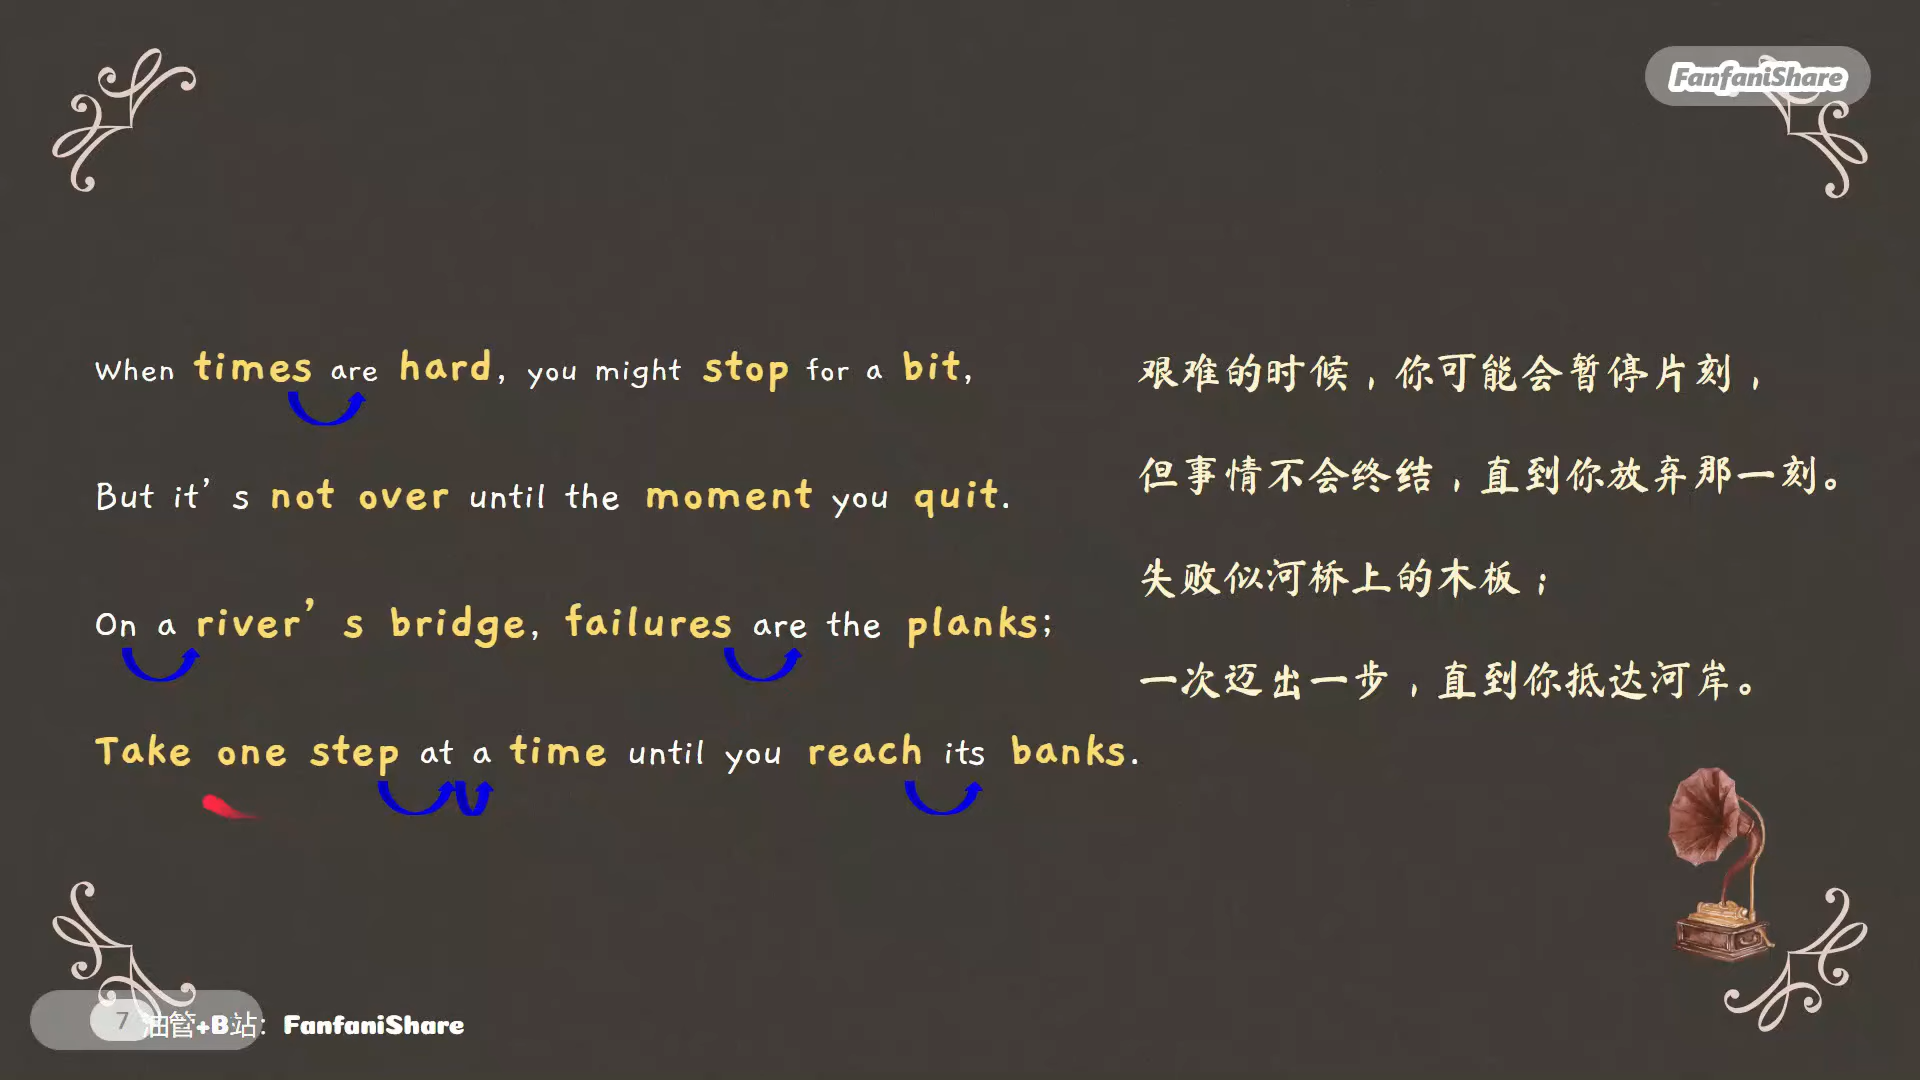 FanfaniShare
When times are hard, you might stop for a bit,
But it's not over until the moment you quit.
On a river's bridge, failures are the planks;
Take one step at a time until you reach its banks.
艰难的时候，你可能会暂停片刻，
但事情不会终结，直到你放弃那一刻。
失败似河桥上的木板；
一次迈出一步，直到你抵达河岸。
7
油管+B站：FanfaniShare